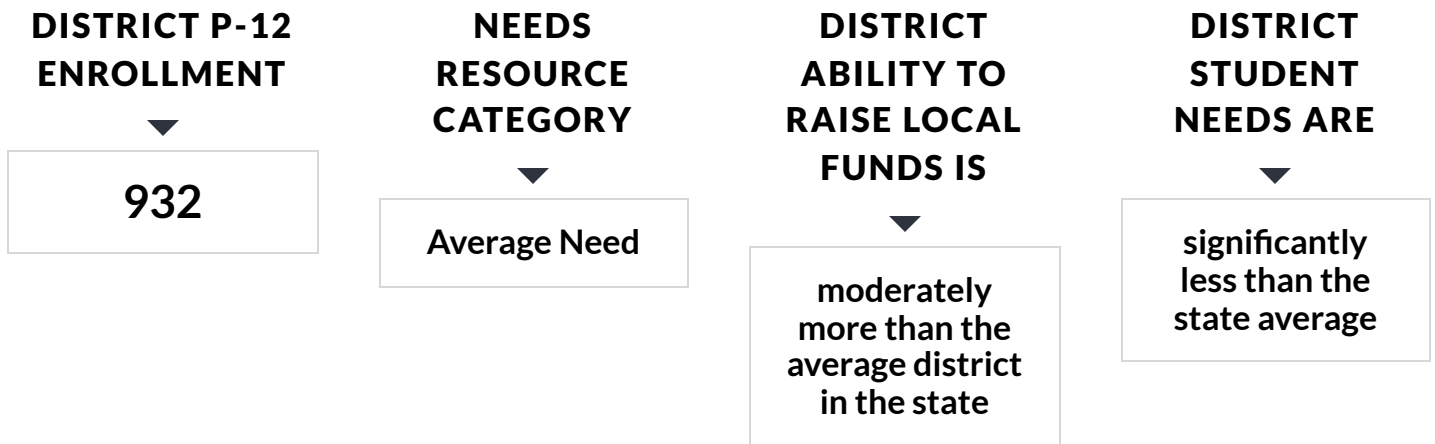 DISTRICT P-12
ENROLLMENT
932
NEEDS
RESOURCE
CATEGORY
Average Need
DISTRICT
ABILITY TO
RAISE LOCAL
FUNDS IS
moderately
more than the
average district
in the state
DISTRICT
STUDENT
NEEDS ARE
significantly
less than the
state average